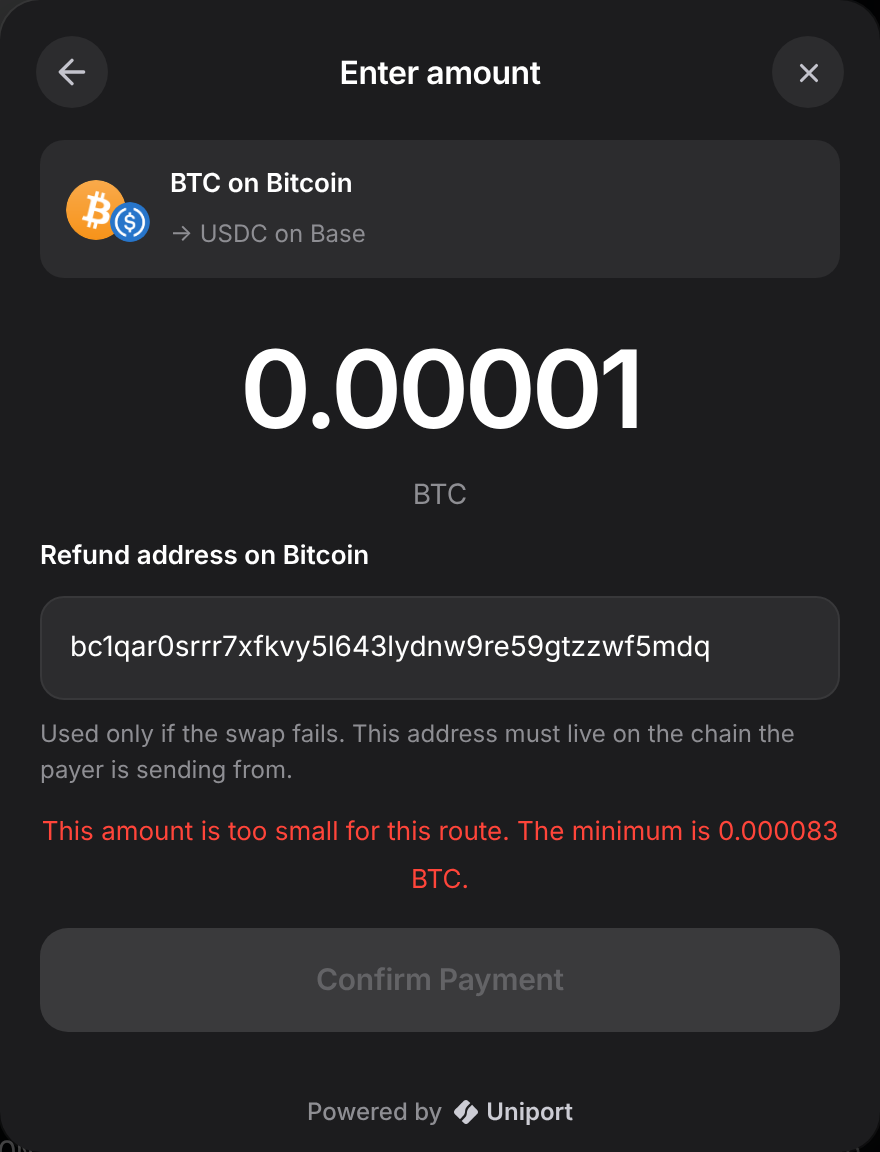 Enter amount
BTC on Bitcoin
→ USDC on Base
0.00001
BTC
Refund address on Bitcoin
bc1qar0srrr7xfkvy5l643lydnw9re59gtzzwf5mdq
Used only if the swap fails. This address must live on the chain the
payer is sending from.
This amount is too small for this route. The minimum is 0.000083
BTC.
Confirm Payment
Powered by Uniport